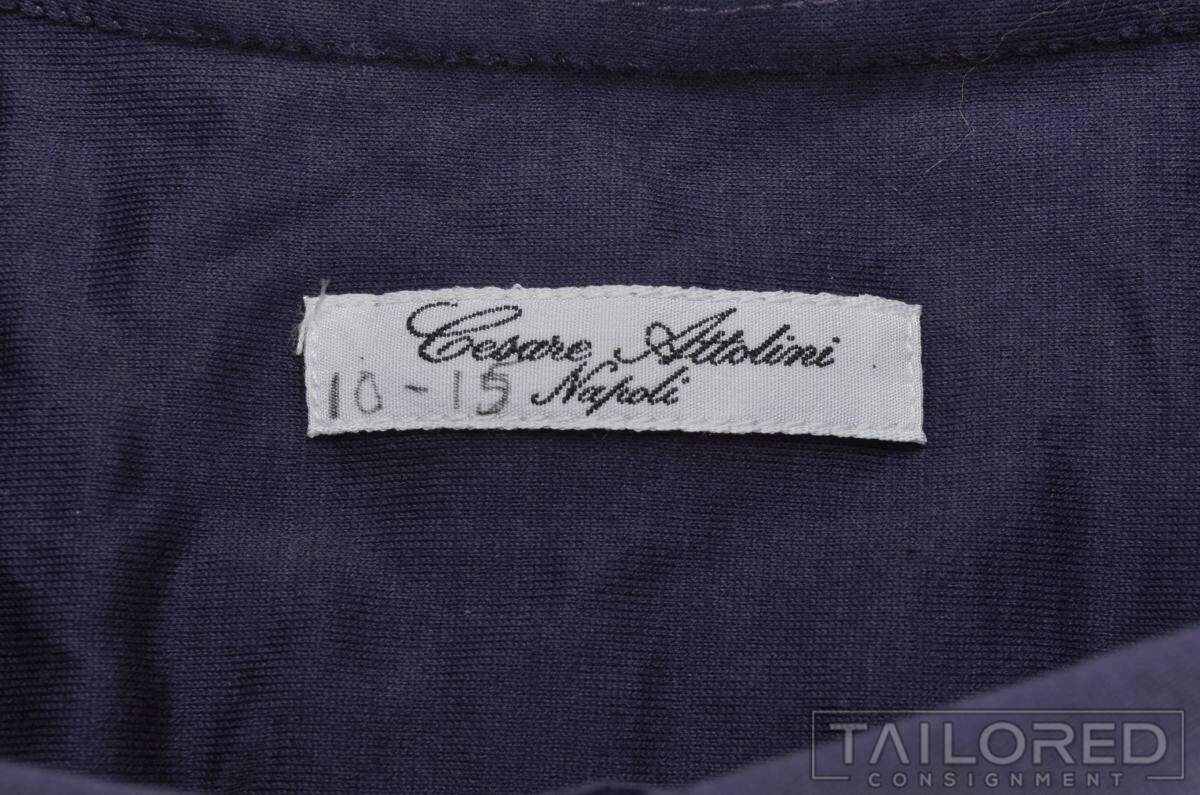 Cesare Attolini
10-15 Napoli
TAILORED
CONSIGNMENT